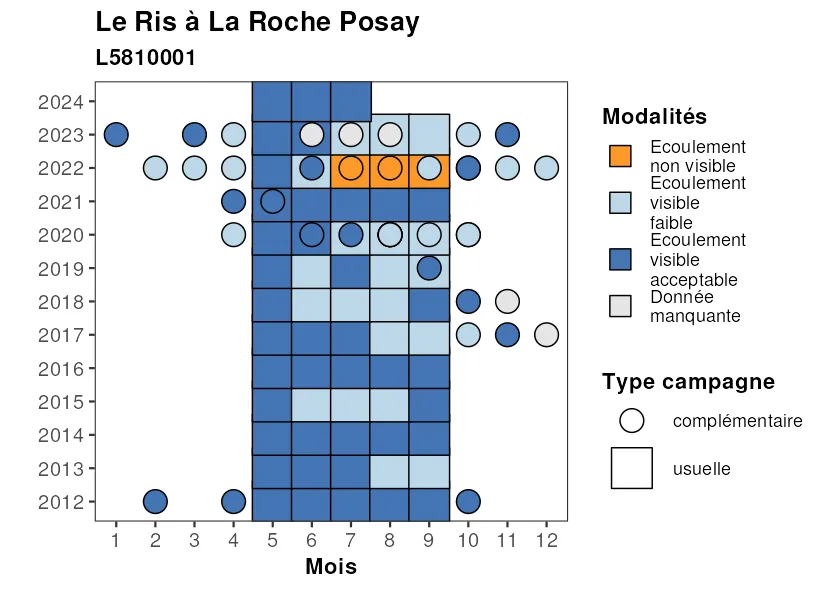 Le Ris à La Roche Posay
L5810001
2024
2023
2022
2021
2020
2019
2018
2017
2016
2015
2014
2013
2012
1 2 3 4 5 6 7 8 9 10 11 12
Mois
Modalités
Ecoulement
non visible
Ecoulement
visible
faible
Ecoulement
visible
acceptable
Donnée
manquante
Type campagne
complémentaire
usuelle